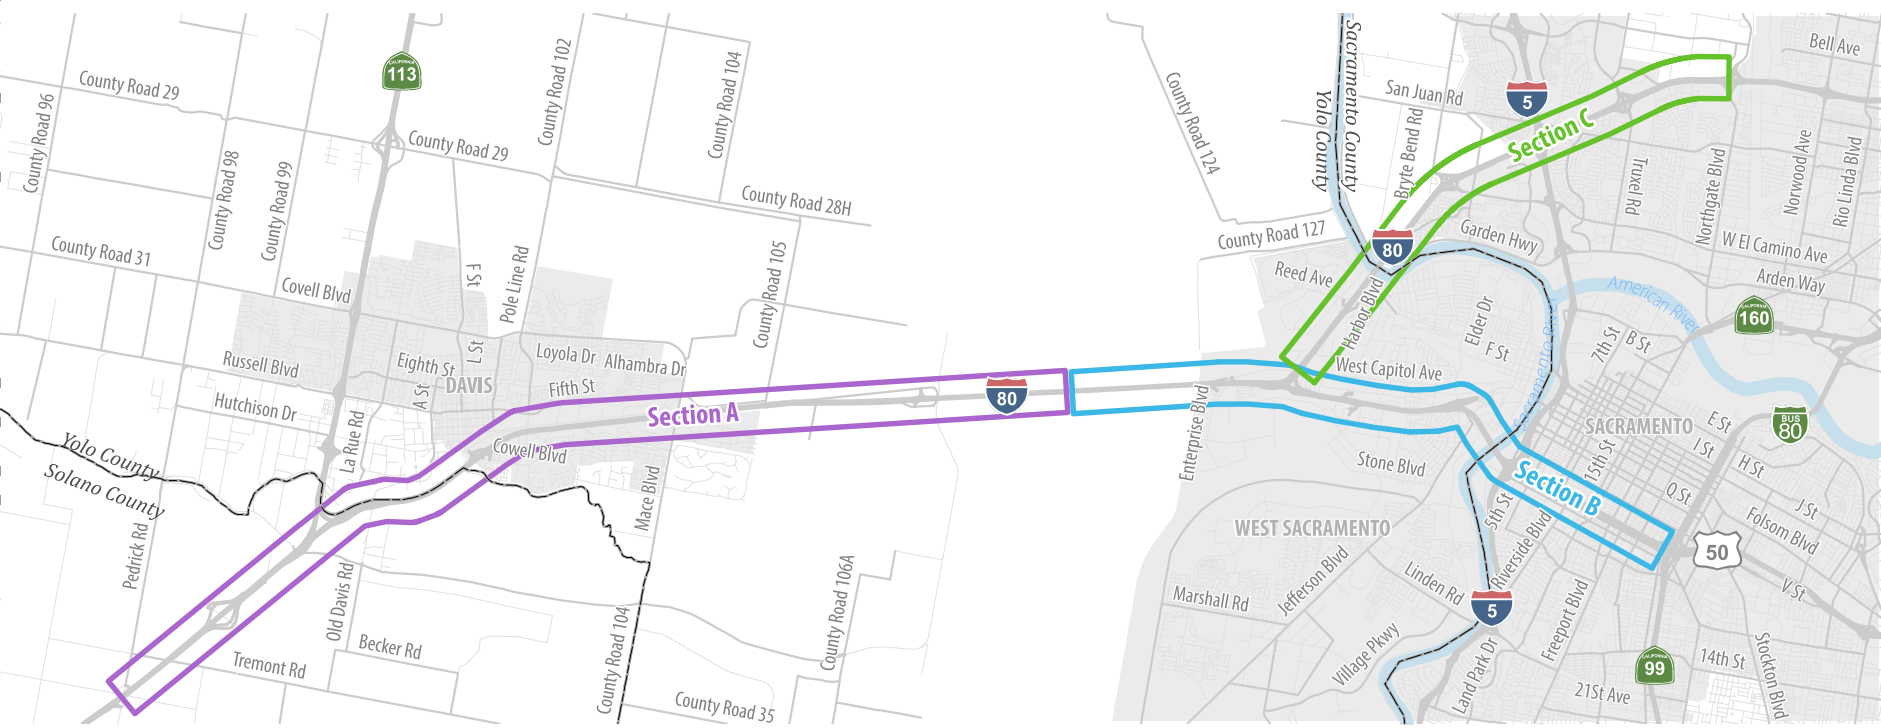 County Road 96
County Road 29
CALIFORNIA
113
County Road 29
County Road 102
County Road 104
County Road 98
County Road 99
County Road 31
Covell Blvd
F St
Pole Line Rd
County Road 28H
County Road 105
Russell Blvd
Hutchison Dr
Eighth St
L St
A St
DAVIS
Loyola Dr
Alhambra Dr
Fifth St
La Rue Rd
Section A
80
Cowell Blvd
Mace Blvd
Yolo County
Solano County
Pedrick Rd
Old Davis Rd
Becker Rd
Tremont Rd
County Road 104
County Road 106A
County Road 35
County Road 124
County Road 127
Sacramento County
Yolo County
San Juan Rd
Bryte Bend Rd
5
Section C
Bell Ave
Truxel Rd
Northgate Blvd
Norwood Ave
Rio Linda Blvd
80
Garden Hwy
W El Camino Ave
Arden Way
Reed Ave
Harbor Blvd
Elder Dr
F St
American River
CALIFORNIA
160
Sacramento River
7th St
B St
West Capitol Ave
Enterprise Blvd
SACRAMENTO
E St
I St
H St
BUS
80
Stone Blvd
Section B
15th St
Q St
J St
Folsom Blvd
50
V St
WEST SACRAMENTO
5th St
Riverside Blvd
Jefferson Blvd
Linden Rd
Marshall Rd
5
Village Pkwy
Land Park Dr
Freeport Blvd
CALIFORNIA
99
14th St
21St Ave
Stockton Blvd